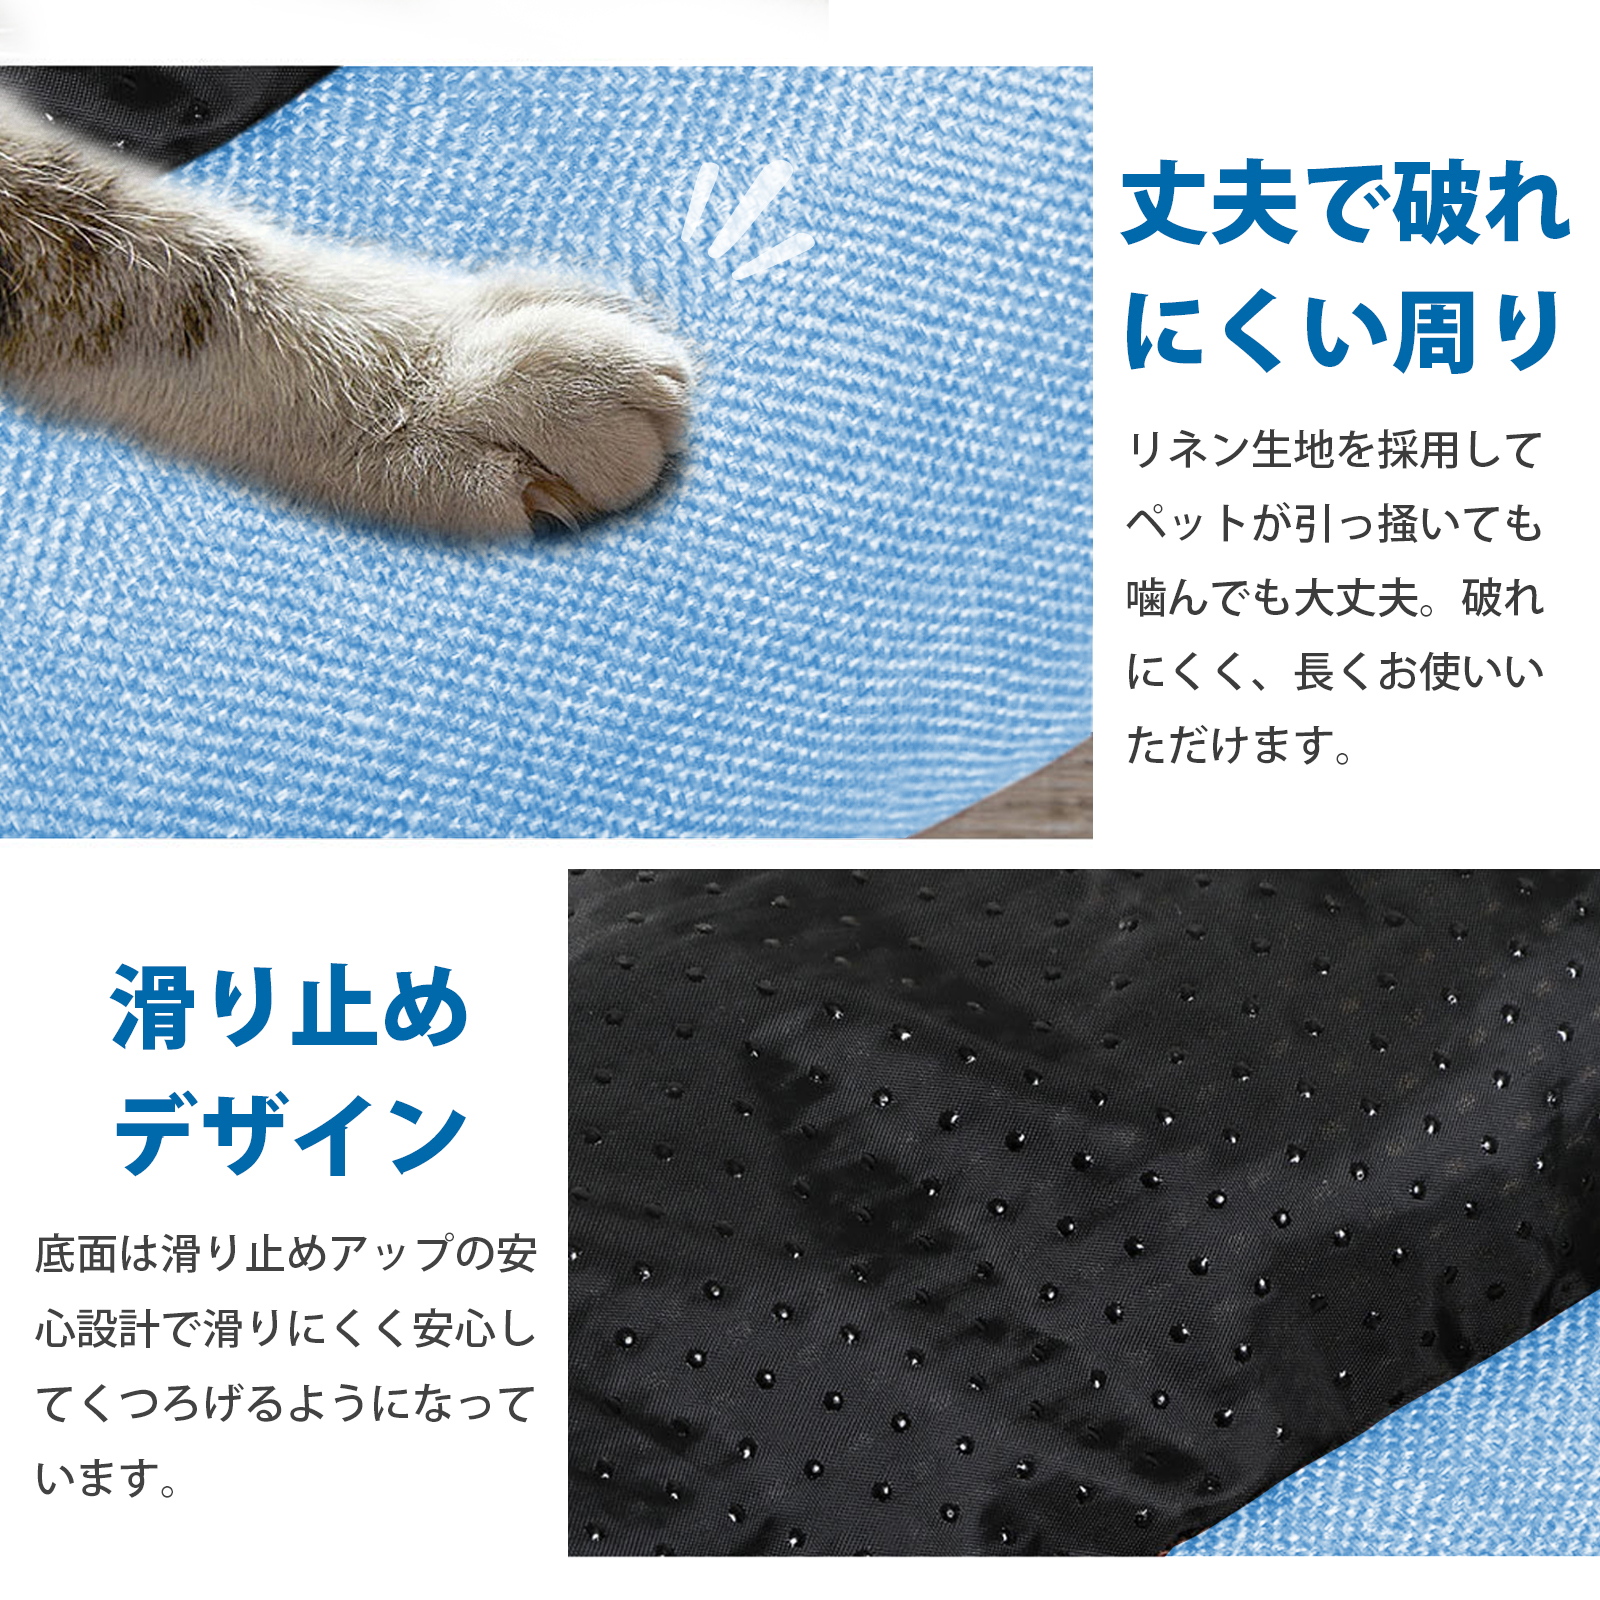 丈夫で破れ
にくい周り
リネン生地を採用して
ペットが引っ掻いても
噛んでも大丈夫。破れ
にくく、長くお使いい
ただけます。
滑り止め
デザイン
底面は滑り止めアップの安
心設計で滑りにくく安心し
てくつろげるようになって
います。